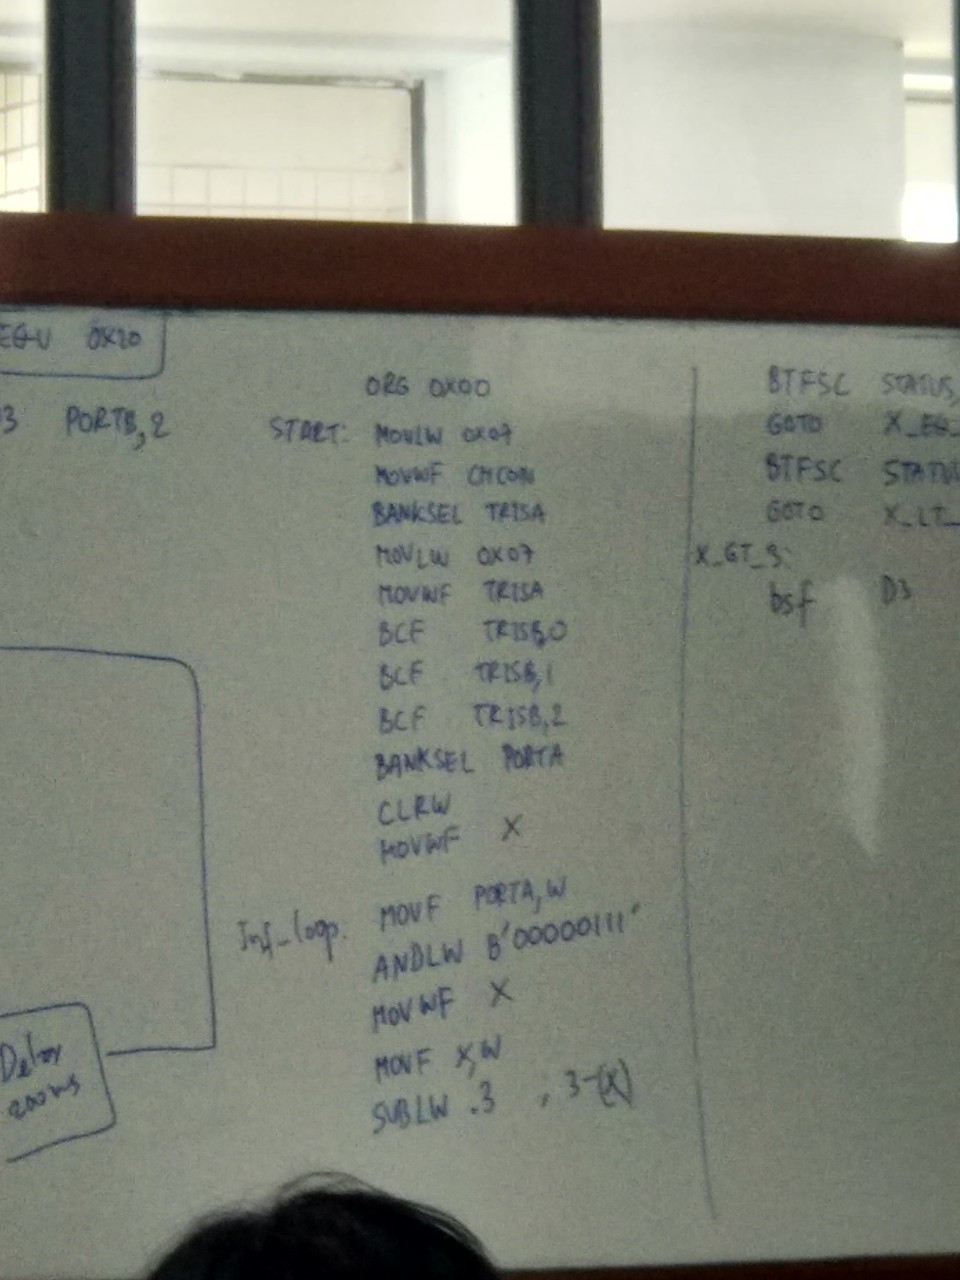 EQU 0X20
3 PORTB,2
Delay
200ms
ORG 0X00
START: MOVLW 0X07
MOVWF CMCON
BANKSEL TRISA
MOVLW 0X07
MOVWF TRISA
BCF TRISB,0
BCF TRISB,1
BCF TRISB,2
BANKSEL PORTA
CLRW
MOVWF X
Inf_loop: MOVF PORTA,W
ANDLW B'00000111'
MOVWF X
MOVF X,W
SUBLW .3 ; 3-(X)
BTFSC STATUS,
GOTO X_EQ_
BTFSC STATU
GOTO X_LT_
X_GT_3:
bsf D3